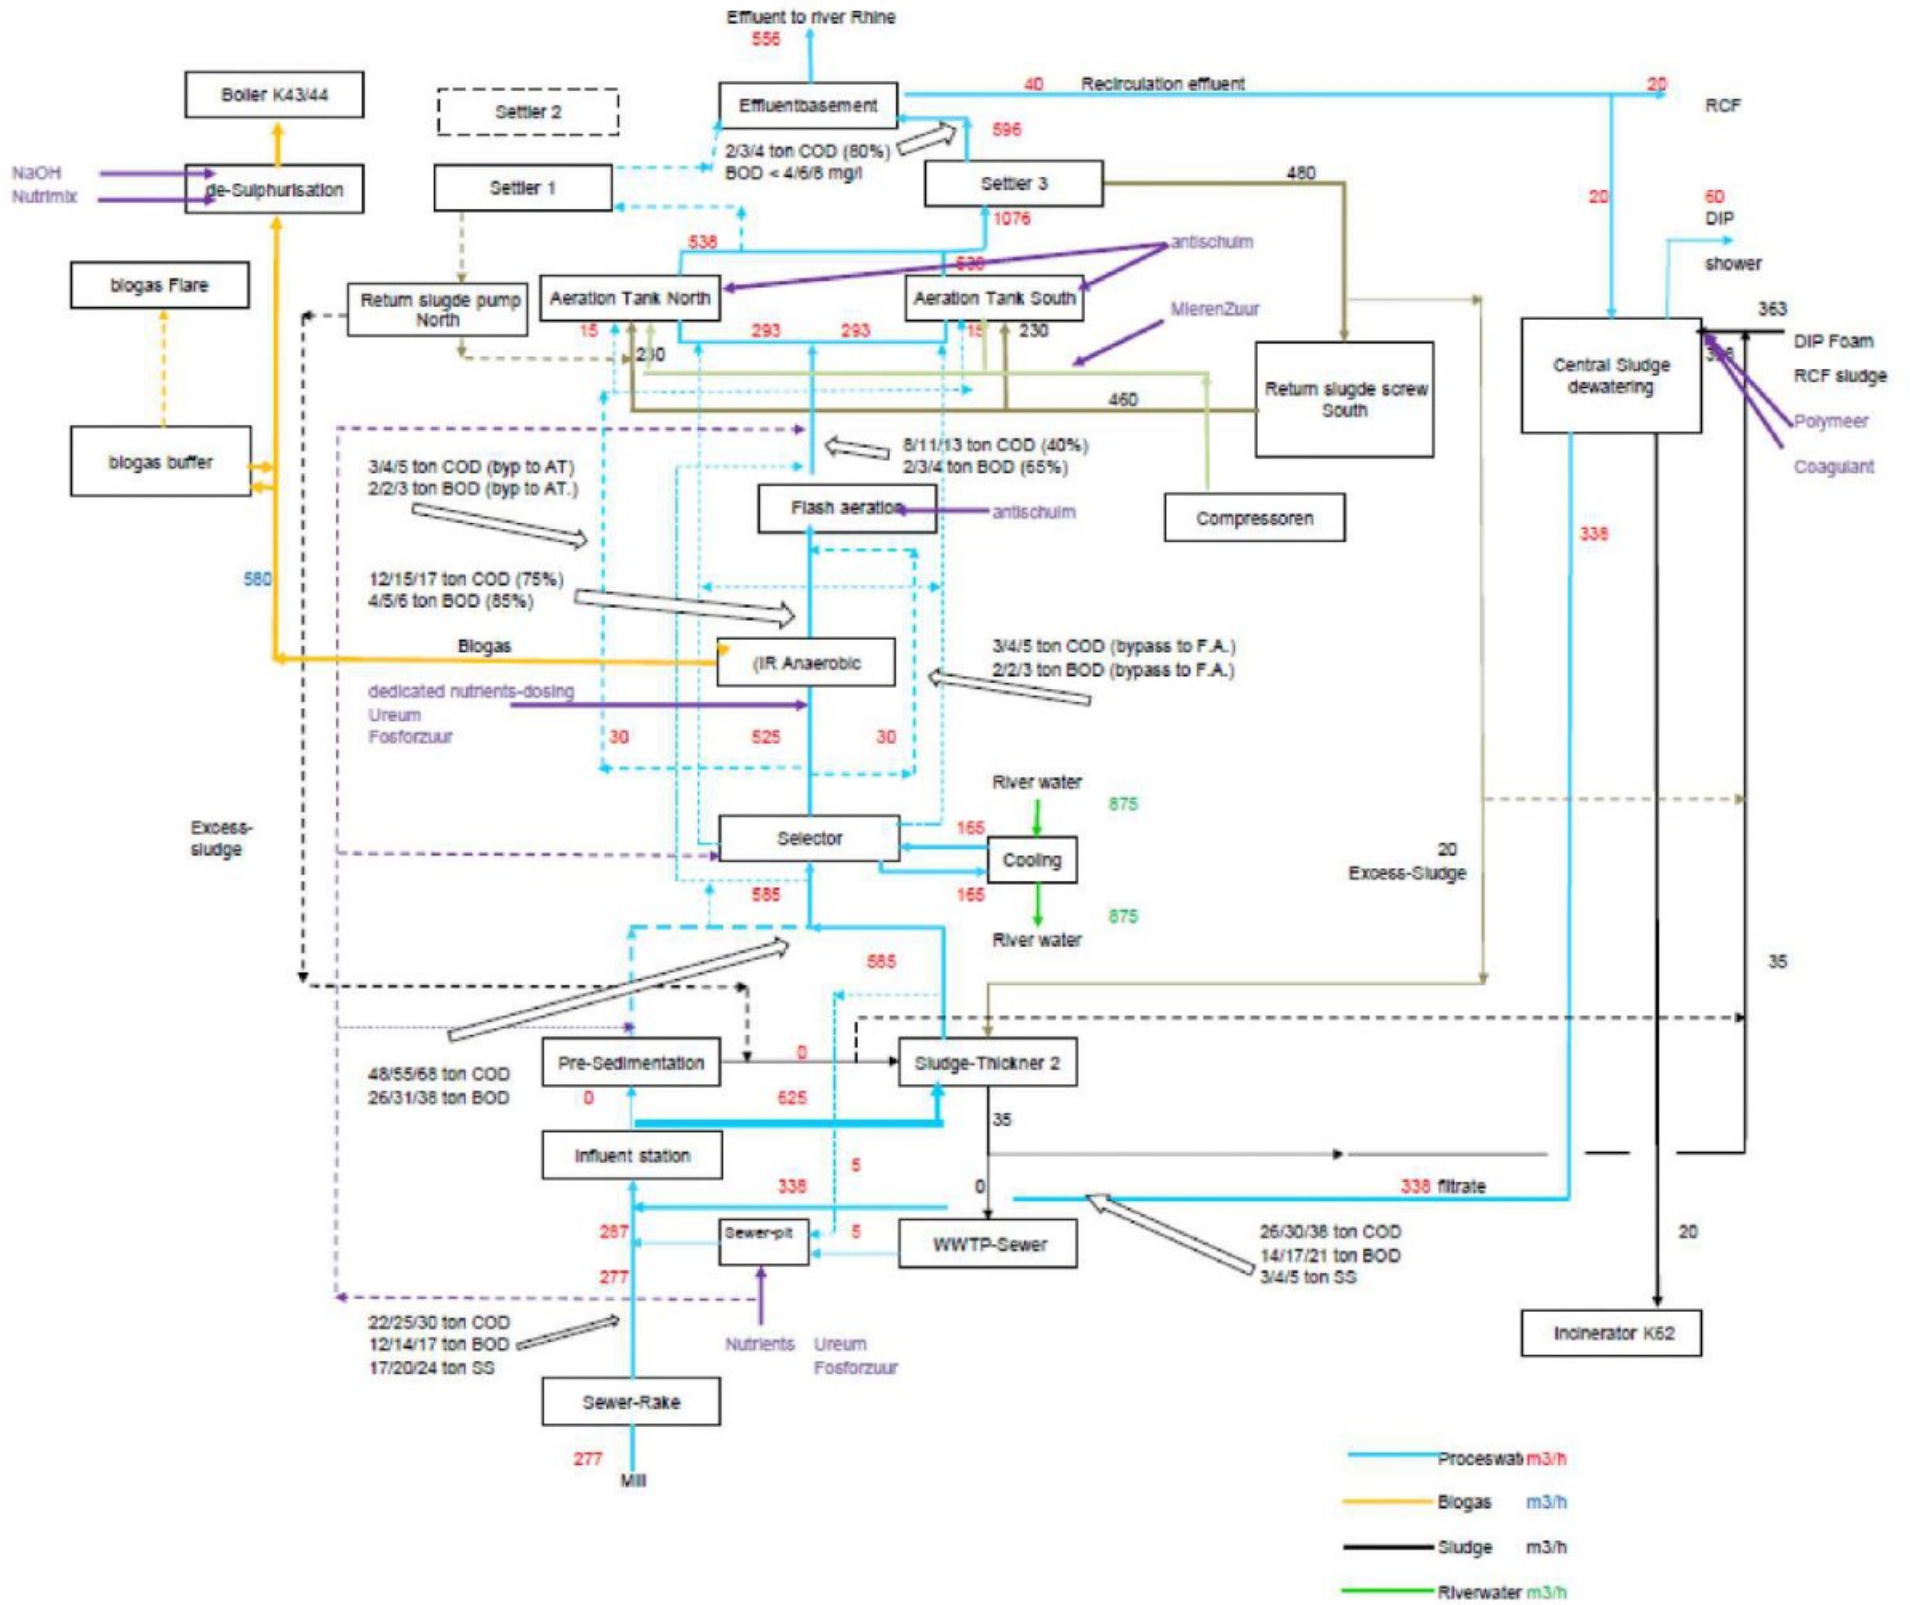 Effluent to river Rhine
556
Boiler K43/44
Settler 2
Effluentbasement
40
Recirculation effluent
20
RCF
596
2/3/4 ton COD (80%)
BOD < 4/6/8 mg/l
NaOH
Nutrimix
de-Sulphurisation
Settler 1
Settler 3
480
20
60
DIP
shower
1076
538
antischuim
biogas Flare
Return slugde pump
North
Aeration Tank North
Aeration Tank South
MierenZuur
363
15
293
293
15
230
230
DIP Foam
RCF sludge
Central Sludge
dewatering
Return slugde screw
South
460
Polymeer
Coagulant
biogas buffer
3/4/5 ton COD (byp to AT)
2/2/3 ton BOD (byp to AT.)
8/11/13 ton COD (40%)
2/3/4 ton BOD (65%)
Flash aeration
antischuim
Compressoren
338
580
12/15/17 ton COD (75%)
4/5/6 ton BOD (85%)
Biogas
(IR Anaerobic
3/4/5 ton COD (bypass to F.A.)
2/2/3 ton BOD (bypass to F.A.)
dedicated nutrients-dosing
Ureum
Fosforzuur
30
525
30
River water
875
Excess-
sludge
Selector
165
Cooling
20
Excess-Sludge
585
165
875
River water
585
35
Pre-Sedimentation
0
Sludge-Thickner 2
48/55/68 ton COD
26/31/38 ton BOD
0
625
35
Influent station
5
338
0
338 filtrate
287
Sewer-pit
5
WWTP-Sewer
26/30/38 ton COD
14/17/21 ton BOD
3/4/5 ton SS
20
277
22/25/30 ton COD
12/14/17 ton BOD
17/20/24 ton SS
Nutrients
Ureum
Fosforzuur
Incinerator K62
Sewer-Rake
277
Mill
Proceswat m3/h
Biogas m3/h
Sludge m3/h
Riverwater m3/h